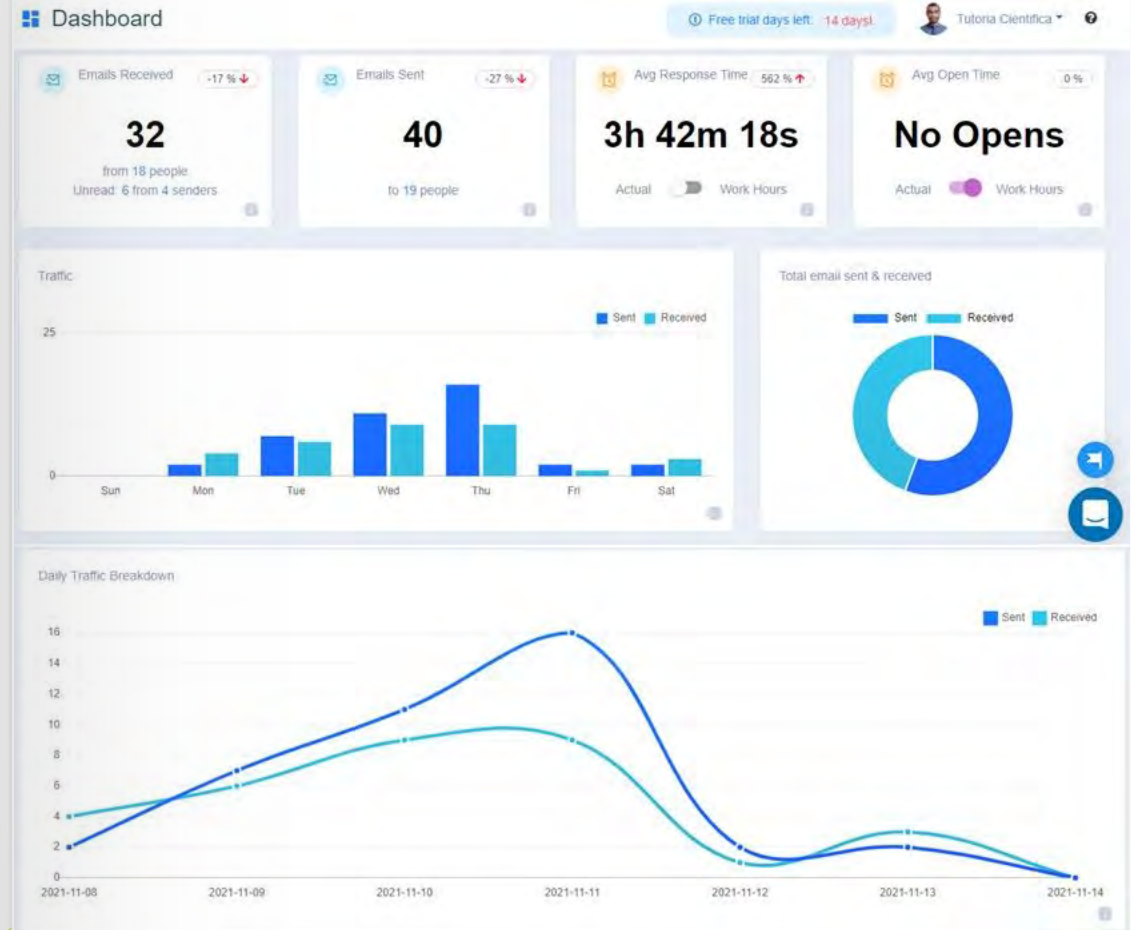 Dashboard
Free trial days left: 14 days!
Tutoria Cientifica
Emails Received
-17 %
32
from 18 people
Unread: 6 from 4 senders
Emails Sent
-27 %
40
to 19 people
Avg Response Time
562 %
3h 42m 18s
Actual
Work Hours
Avg Open Time
0 %
No Opens
Actual
Work Hours
Traffic
Sent
Received
25
0
Sun
Mon
Tue
Wed
Thu
Fri
Sat
Total email sent & received
Sent
Received
Daily Traffic Breakdown
Sent
Received
16
14
12
10
8
6
4
2
0
2021-11-08
2021-11-09
2021-11-10
2021-11-11
2021-11-12
2021-11-13
2021-11-14